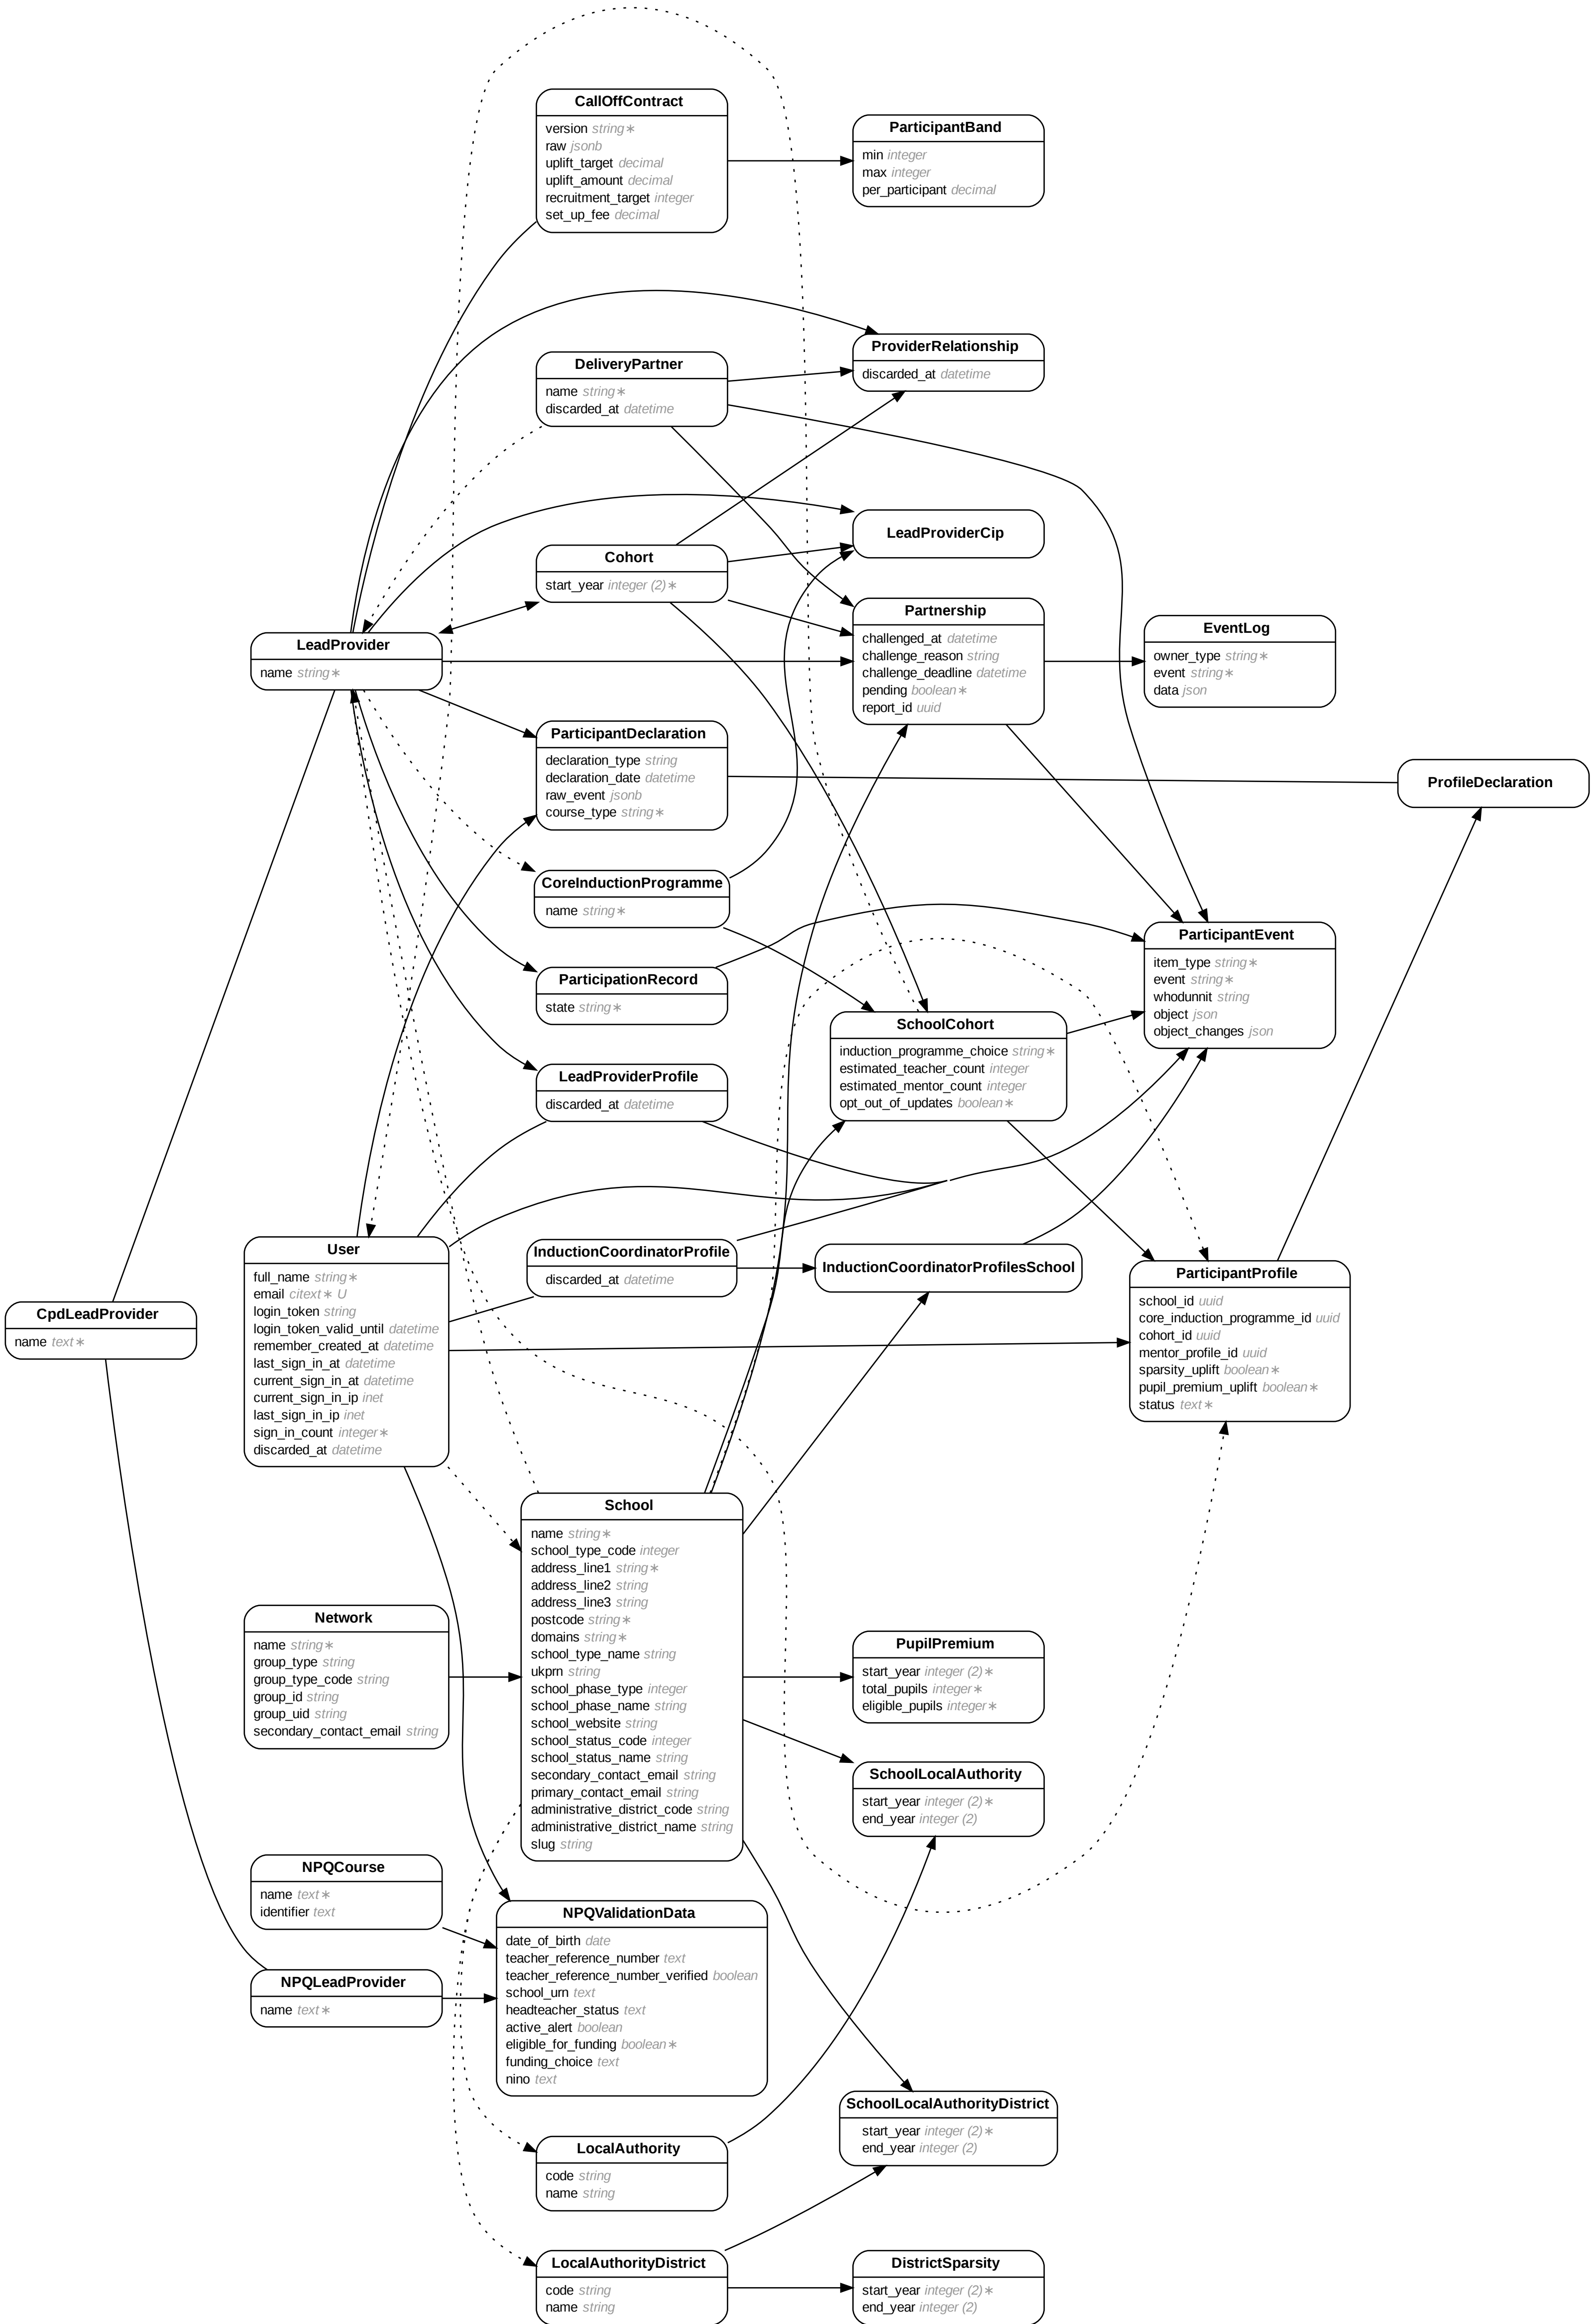 CallOffContract
version string∗
raw jsonb
uplift_target decimal
uplift_amount decimal
recruitment_target integer
set_up_fee decimal
ParticipantBand
min integer
max integer
per_participant decimal
ProviderRelationship
discarded_at datetime
DeliveryPartner
name string∗
discarded_at datetime
LeadProviderCip
Cohort
start_year integer (2)∗
Partnership
challenged_at datetime
challenge_reason string
challenge_deadline datetime
pending boolean∗
report_id uuid
EventLog
owner_type string∗
event string∗
data json
LeadProvider
name string∗
ParticipantDeclaration
declaration_type string
declaration_date datetime
raw_event jsonb
course_type string∗
ProfileDeclaration
CoreInductionProgramme
name string∗
ParticipantEvent
item_type string∗
event string∗
whodunnit string
object json
object_changes json
ParticipationRecord
state string∗
SchoolCohort
induction_programme_choice string∗
estimated_teacher_count integer
estimated_mentor_count integer
opt_out_of_updates boolean∗
LeadProviderProfile
discarded_at datetime
User
full_name string∗
email citext∗ U
login_token string
login_token_valid_until datetime
remember_created_at datetime
last_sign_in_at datetime
current_sign_in_at datetime
current_sign_in_ip inet
last_sign_in_ip inet
sign_in_count integer∗
discarded_at datetime
InductionCoordinatorProfile
discarded_at datetime
InductionCoordinatorProfilesSchool
ParticipantProfile
school_id uuid
core_induction_programme_id uuid
cohort_id uuid
mentor_profile_id uuid
sparsity_uplift boolean∗
pupil_premium_uplift boolean∗
status text∗
CpdLeadProvider
name text∗
School
name string∗
school_type_code integer
address_line1 string∗
address_line2 string
address_line3 string
postcode string∗
domains string∗
school_type_name string
ukprn string
school_phase_type integer
school_phase_name string
school_website string
school_status_code integer
school_status_name string
secondary_contact_email string
primary_contact_email string
administrative_district_code string
administrative_district_name string
slug string
Network
name string∗
group_type string
group_type_code string
group_id string
group_uid string
secondary_contact_email string
PupilPremium
start_year integer (2)∗
total_pupils integer∗
eligible_pupils integer∗
SchoolLocalAuthority
start_year integer (2)∗
end_year integer (2)
NPQCourse
name text∗
identifier text
NPQValidationData
date_of_birth date
teacher_reference_number text
teacher_reference_number_verified boolean
school_urn text
headteacher_status text
active_alert boolean
eligible_for_funding boolean∗
funding_choice text
nino text
NPQLeadProvider
name text∗
SchoolLocalAuthorityDistrict
start_year integer (2)∗
end_year integer (2)
LocalAuthority
code string
name string
LocalAuthorityDistrict
code string
name string
DistrictSparsity
start_year integer (2)∗
end_year integer (2)